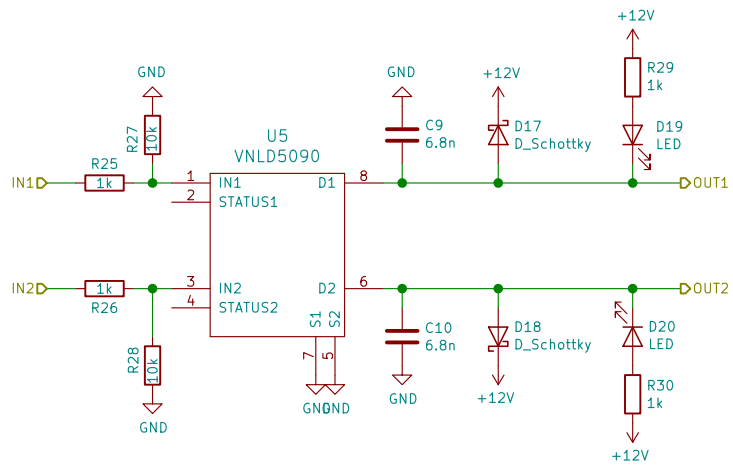 +12V
GND
GND
+12V
R29
1k
R27
10k
U5
VNLD5090
C9
6.8n
D17
D_Schottky
D19
LED
R25
IN1
1k
1
IN1
D1
8
OUT1
2
STATUS1
IN2
1k
3
IN2
D2
6
OUT2
R26
4
STATUS2
S1
S2
7
5
R28
10k
C10
6.8n
D18
D_Schottky
D20
LED
R30
1k
GND
GND
GND
GND
+12V
+12V